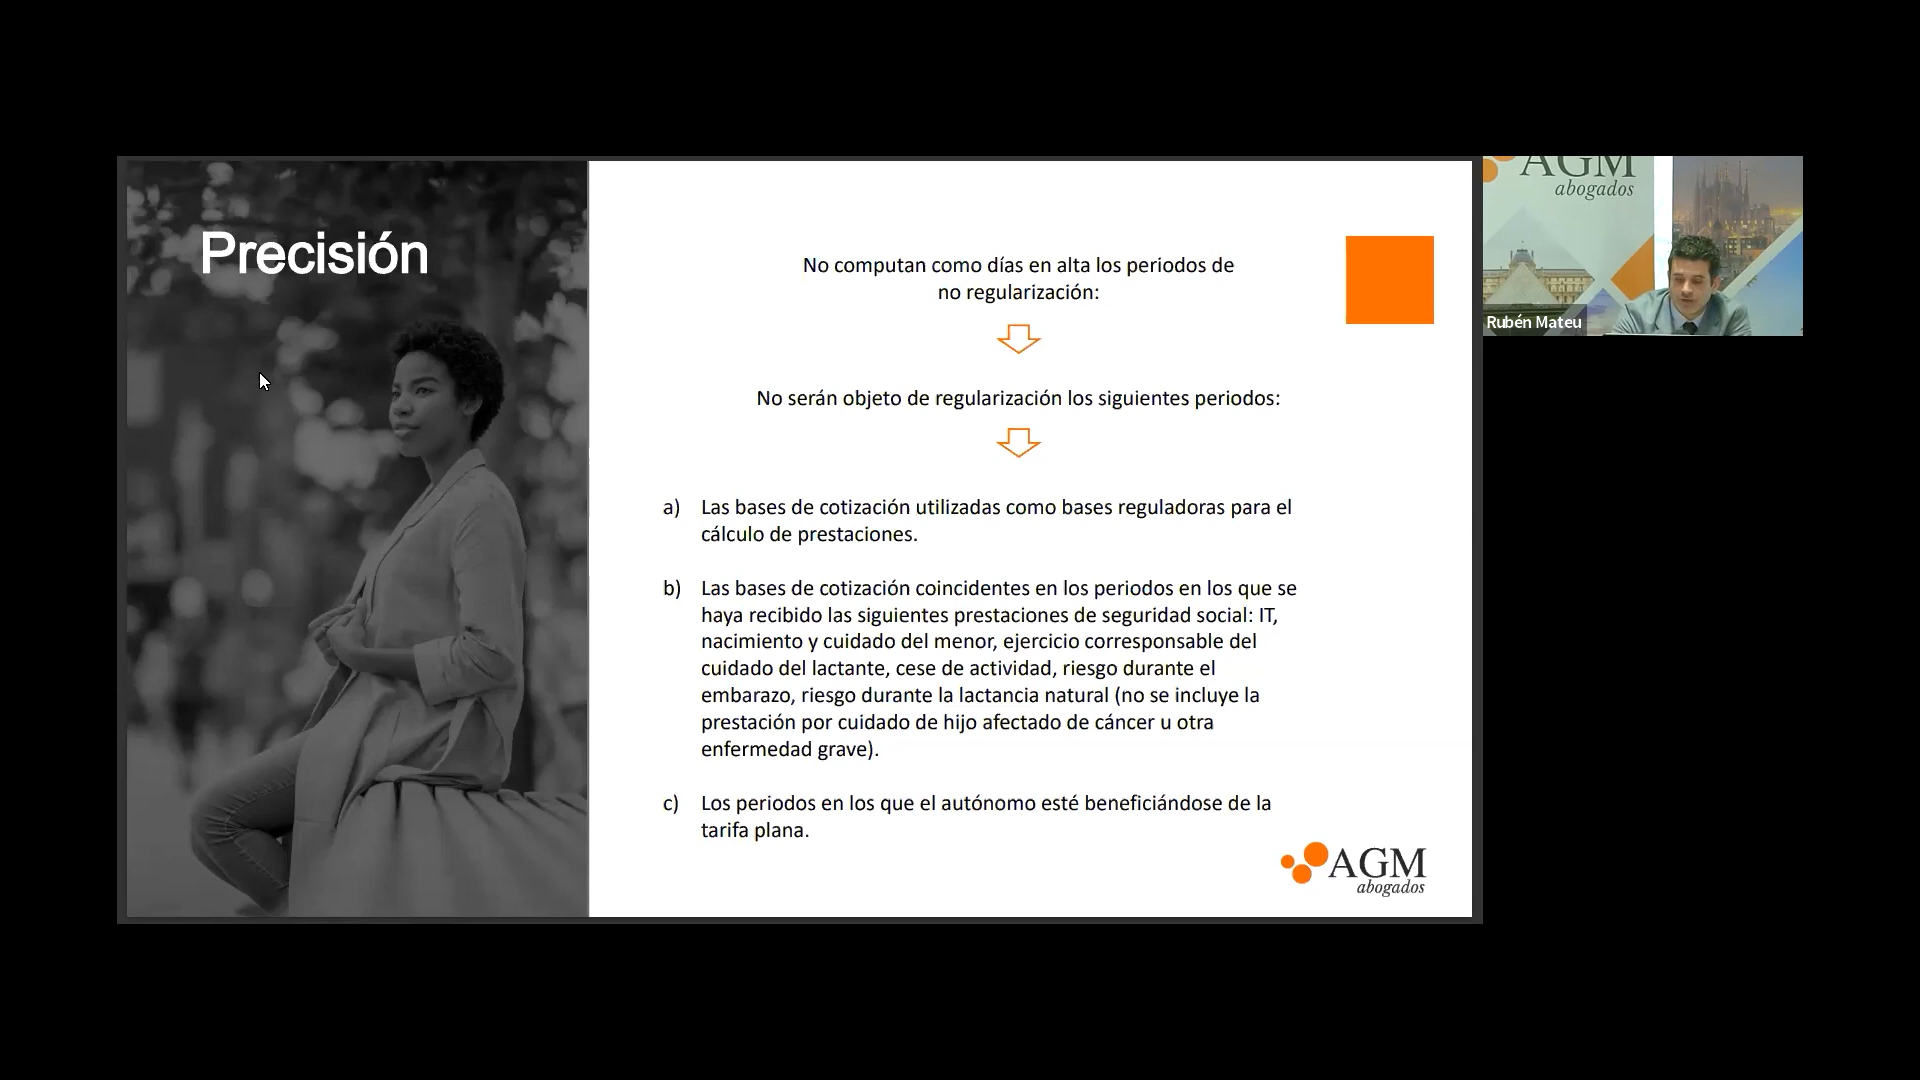 Precisión
No computan como días en alta los periodos de
no regularización:
No serán objeto de regularización los siguientes periodos:
a) Las bases de cotización utilizadas como bases reguladoras para el
cálculo de prestaciones.
b) Las bases de cotización coincidentes en los periodos en los que se
haya recibido las siguientes prestaciones de seguridad social: IT,
nacimiento y cuidado del menor, ejercicio corresponsable del
cuidado del lactante, cese de actividad, riesgo durante el
embarazo, riesgo durante la lactancia natural (no se incluye la
prestación por cuidado de hijo afectado de cáncer u otra
enfermedad grave).
c) Los periodos en los que el autónomo esté beneficiándose de la
tarifa plana.
AGM
abogados
AGM
abogados
Rubén Mateu